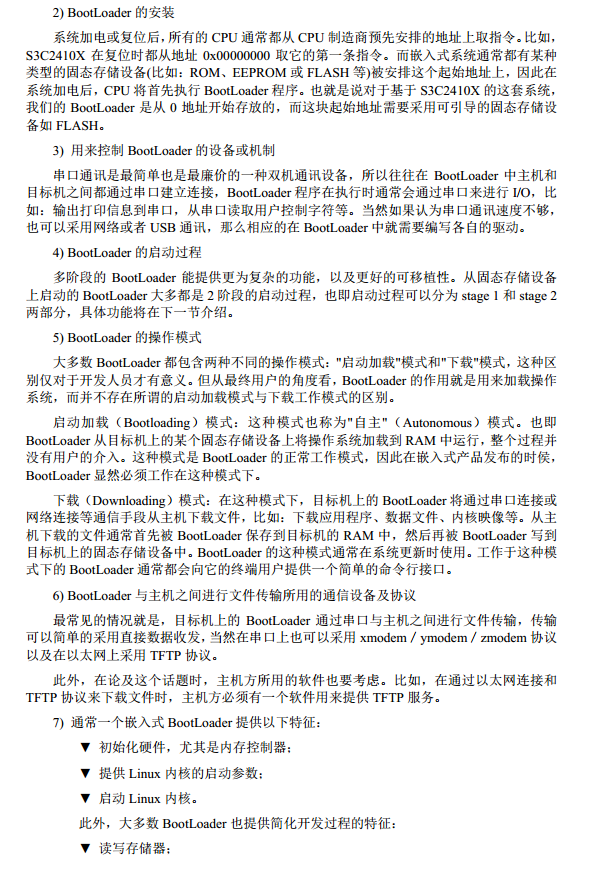 2) BootLoader 的安装
系统加电或复位后，所有的 CPU 通常都从 CPU 制造商预先安排的地址上取指令。比如，
S3C2410X 在复位时都从地址 0x00000000 取它的第一条指令。而嵌入式系统通常都有某种
类型的固态存储设备(比如：ROM、EEPROM 或 FLASH 等)被安排这个起始地址上，因此在
系统加电后，CPU 将首先执行 BootLoader 程序。也就是说对于基于 S3C2410X 的这套系统，
我们的 BootLoader 是从 0 地址开始存放的，而这块起始地址需要采用可引导的固态存储设
备如 FLASH。
3) 用来控制 BootLoader 的设备或机制
串口通讯是最简单也是最廉价的一种双机通讯设备，所以往往在 BootLoader 中主机和
目标机之间都通过串口建立连接，BootLoader 程序在执行时通常会通过串口来进行 I/O，比
如：输出打印信息到串口，从串口读取用户控制字符等。当然如果认为串口通讯速度不够，
也可以采用网络或者 USB 通讯，那么相应的在 BootLoader 中就需要编写各自的驱动。
4) BootLoader 的启动过程
多阶段的 BootLoader 能提供更为复杂的功能，以及更好的可移植性。从固态存储设备
上启动的 BootLoader 大多都是 2 阶段的启动过程，也即启动过程可以分为 stage 1 和 stage 2
两部分，具体功能将在下一节介绍。
5) BootLoader 的操作模式
大多数 BootLoader 都包含两种不同的操作模式："启动加载"模式和"下载"模式，这种区
别仅对于开发人员才有意义。但从最终用户的角度看，BootLoader 的作用就是用来加载操作
系统，而并不存在所谓的启动加载模式与下载工作模式的区别。
启动加载（Bootloading）模式：这种模式也称为"自主"（Autonomous）模式。也即
BootLoader 从目标机上的某个固态存储设备上将操作系统加载到 RAM 中运行，整个过程并
没有用户的介入。这种模式是 BootLoader 的正常工作模式，因此在嵌入式产品发布的时侯，
BootLoader 显然必须工作在这种模式下。
下载（Downloading）模式：在这种模式下，目标机上的 BootLoader 将通过串口连接或
网络连接等通信手段从主机下载文件，比如：下载应用程序、数据文件、内核映像等。从主
机下载的文件通常首先被 BootLoader 保存到目标机的 RAM 中，然后再被 BootLoader 写到
目标机上的固态存储设备中。BootLoader 的这种模式通常在系统更新时使用。工作于这种模
式下的 BootLoader 通常都会向它的终端用户提供一个简单的命令行接口。
6) BootLoader 与主机之间进行文件传输所用的通信设备及协议
最常见的情况就是，目标机上的 BootLoader 通过串口与主机之间进行文件传输，传输
可以简单的采用直接数据收发，当然在串口上也可以采用 xmodem／ymodem／zmodem 协议
以及在以太网上采用 TFTP 协议。
此外，在论及这个话题时，主机方所用的软件也要考虑。比如，在通过以太网连接和
TFTP 协议来下载文件时，主机方必须有一个软件用来提供 TFTP 服务。
7) 通常一个嵌入式 BootLoader 提供以下特征：
▼ 初始化硬件，尤其是内存控制器；
▼ 提供 Linux 内核的启动参数；
▼ 启动 Linux 内核。
此外，大多数 BootLoader 也提供简化开发过程的特征：
▼ 读写存储器；